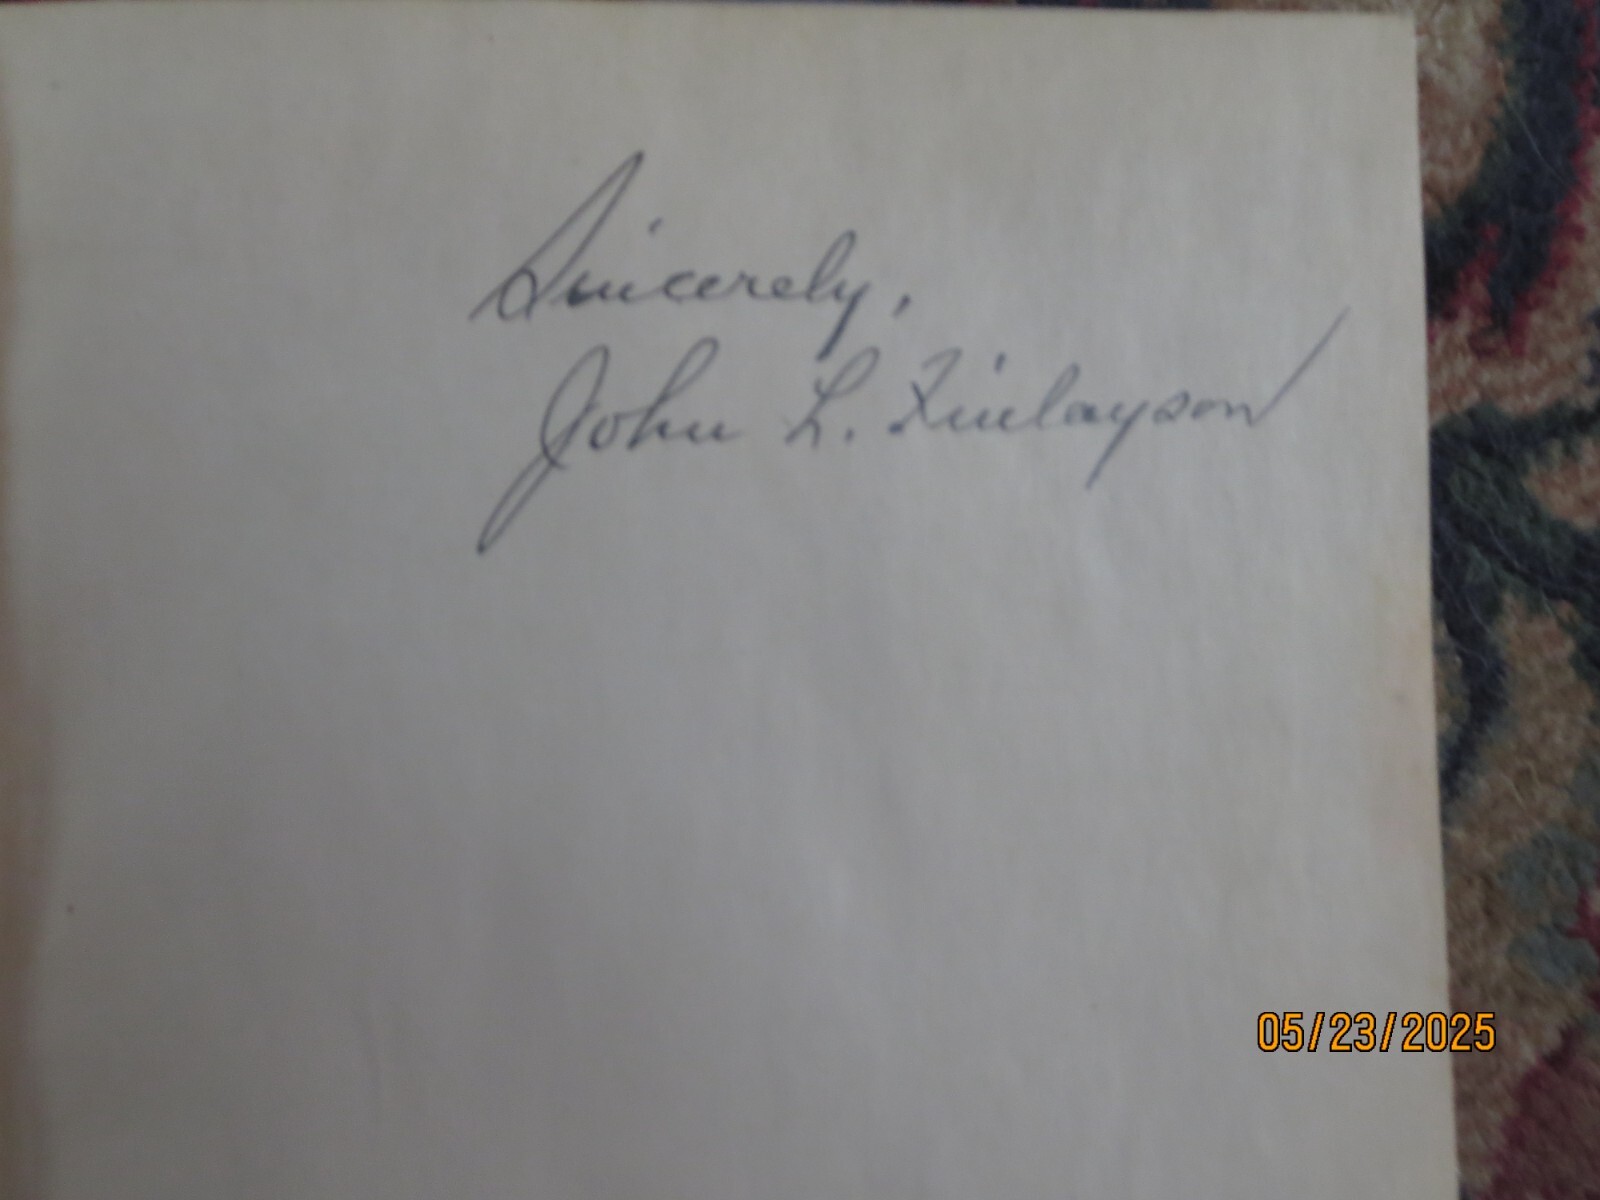 Sincerely,
John L. Finlayson
05/23/2025